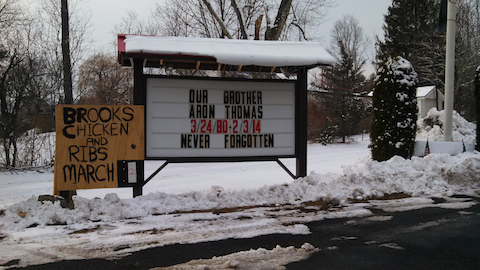 OUR BROTHER
ARON THOMAS
3/24/80-2/3/14
NEVER FORGOTTEN
BROOKS
CHICKEN
AND
RIBS
MARCH